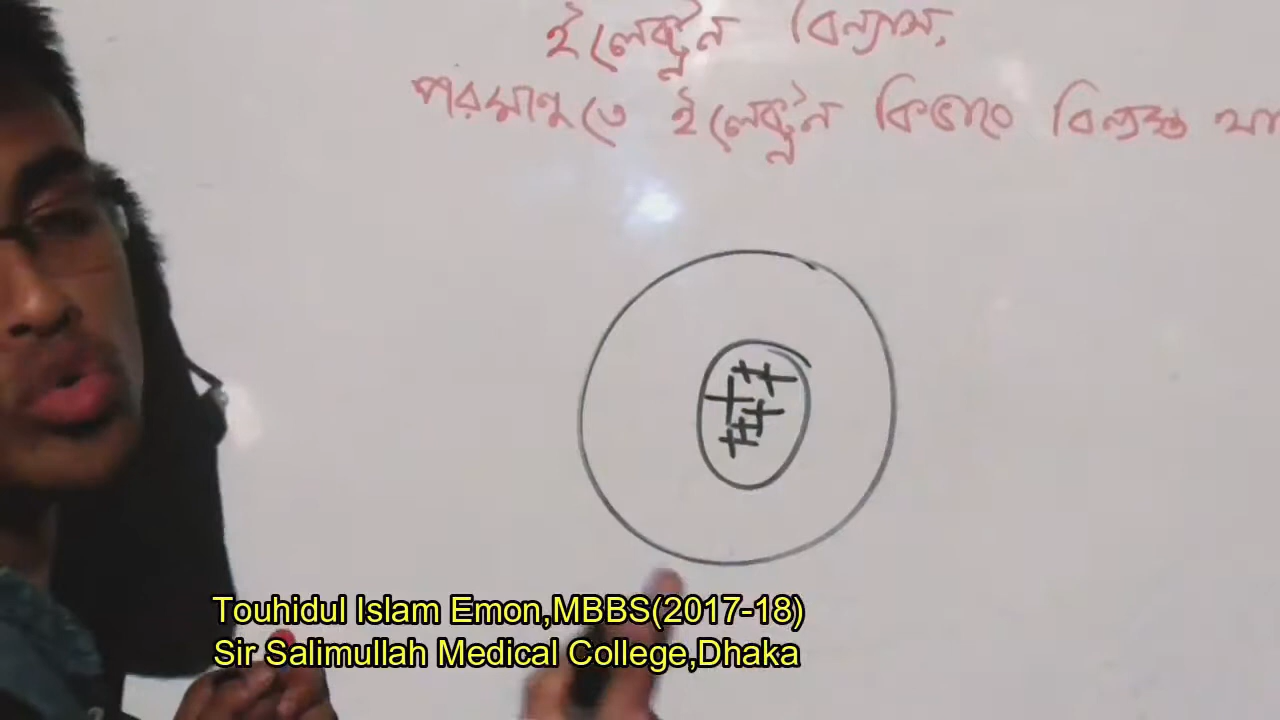 ইলেক্ট্রন বিন্যাস,
পরমানুতে ইলেক্ট্রন কিভাবে বিন্যস্ত থা
+ + + + + +
Touhidul Islam Emon,MBBS(2017-18)
Sir Salimullah Medical College,Dhaka